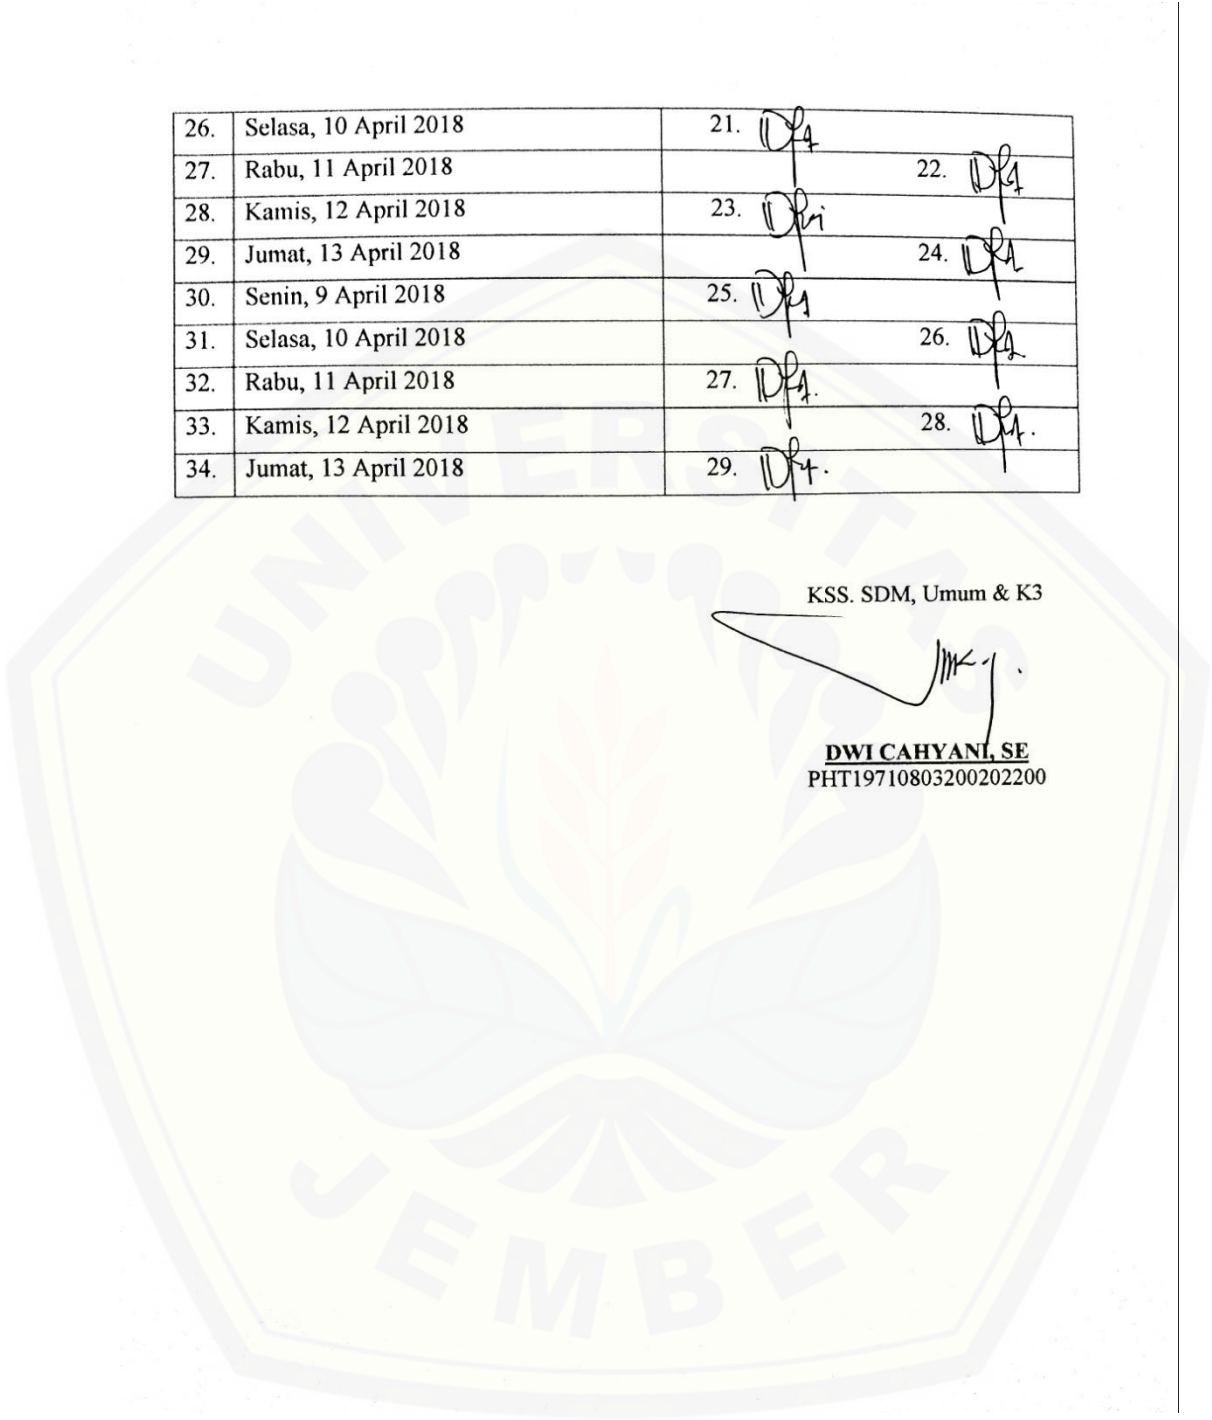 26. Selasa, 10 April 2018 21.
27. Rabu, 11 April 2018 22.
28. Kamis, 12 April 2018 23.
29. Jumat, 13 April 2018 24.
30. Senin, 9 April 2018 25.
31. Selasa, 10 April 2018 26.
32. Rabu, 11 April 2018 27.
33. Kamis, 12 April 2018 28.
34. Jumat, 13 April 2018 29.
KSS. SDM, Umum & K3
DWI CAHYANI, SE
PHT19710803200202200
UNIVERSITAS
JEMBER